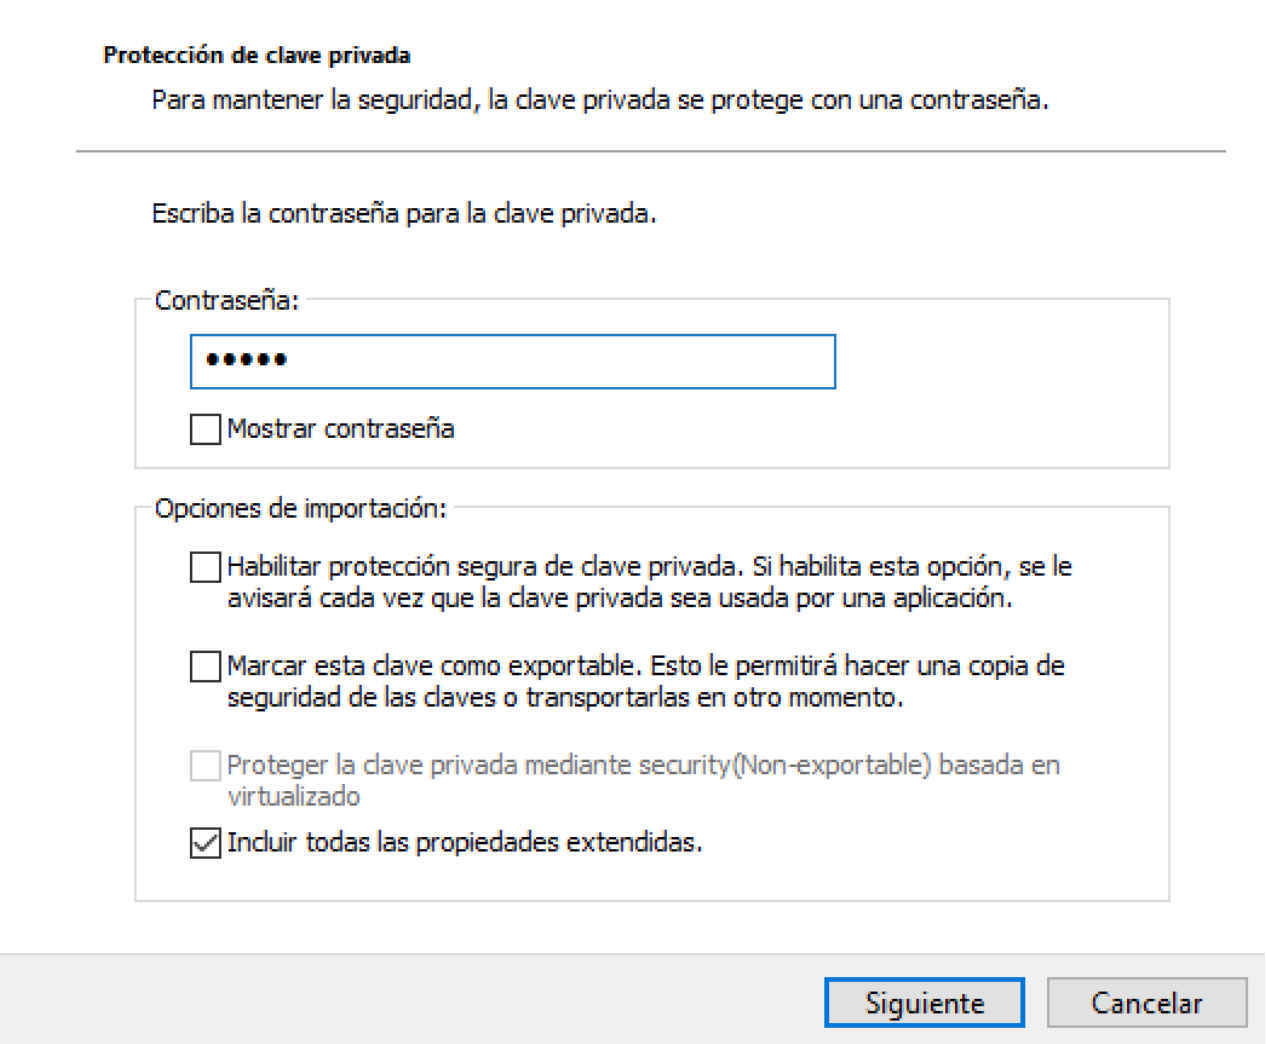 Protección de clave privada
Para mantener la seguridad, la clave privada se protege con una contraseña.
Escriba la contraseña para la clave privada.
Contraseña:
•••••
Mostrar contraseña
Opciones de importación:
Habilitar protección segura de clave privada. Si habilita esta opción, se le
avisará cada vez que la clave privada sea usada por una aplicación.
Marcar esta clave como exportable. Esto le permitirá hacer una copia de
seguridad de las claves o transportarlas en otro momento.
Proteger la clave privada mediante security(Non-exportable) basada en
virtualizado
Incluir todas las propiedades extendidas.
Siguiente
Cancelar